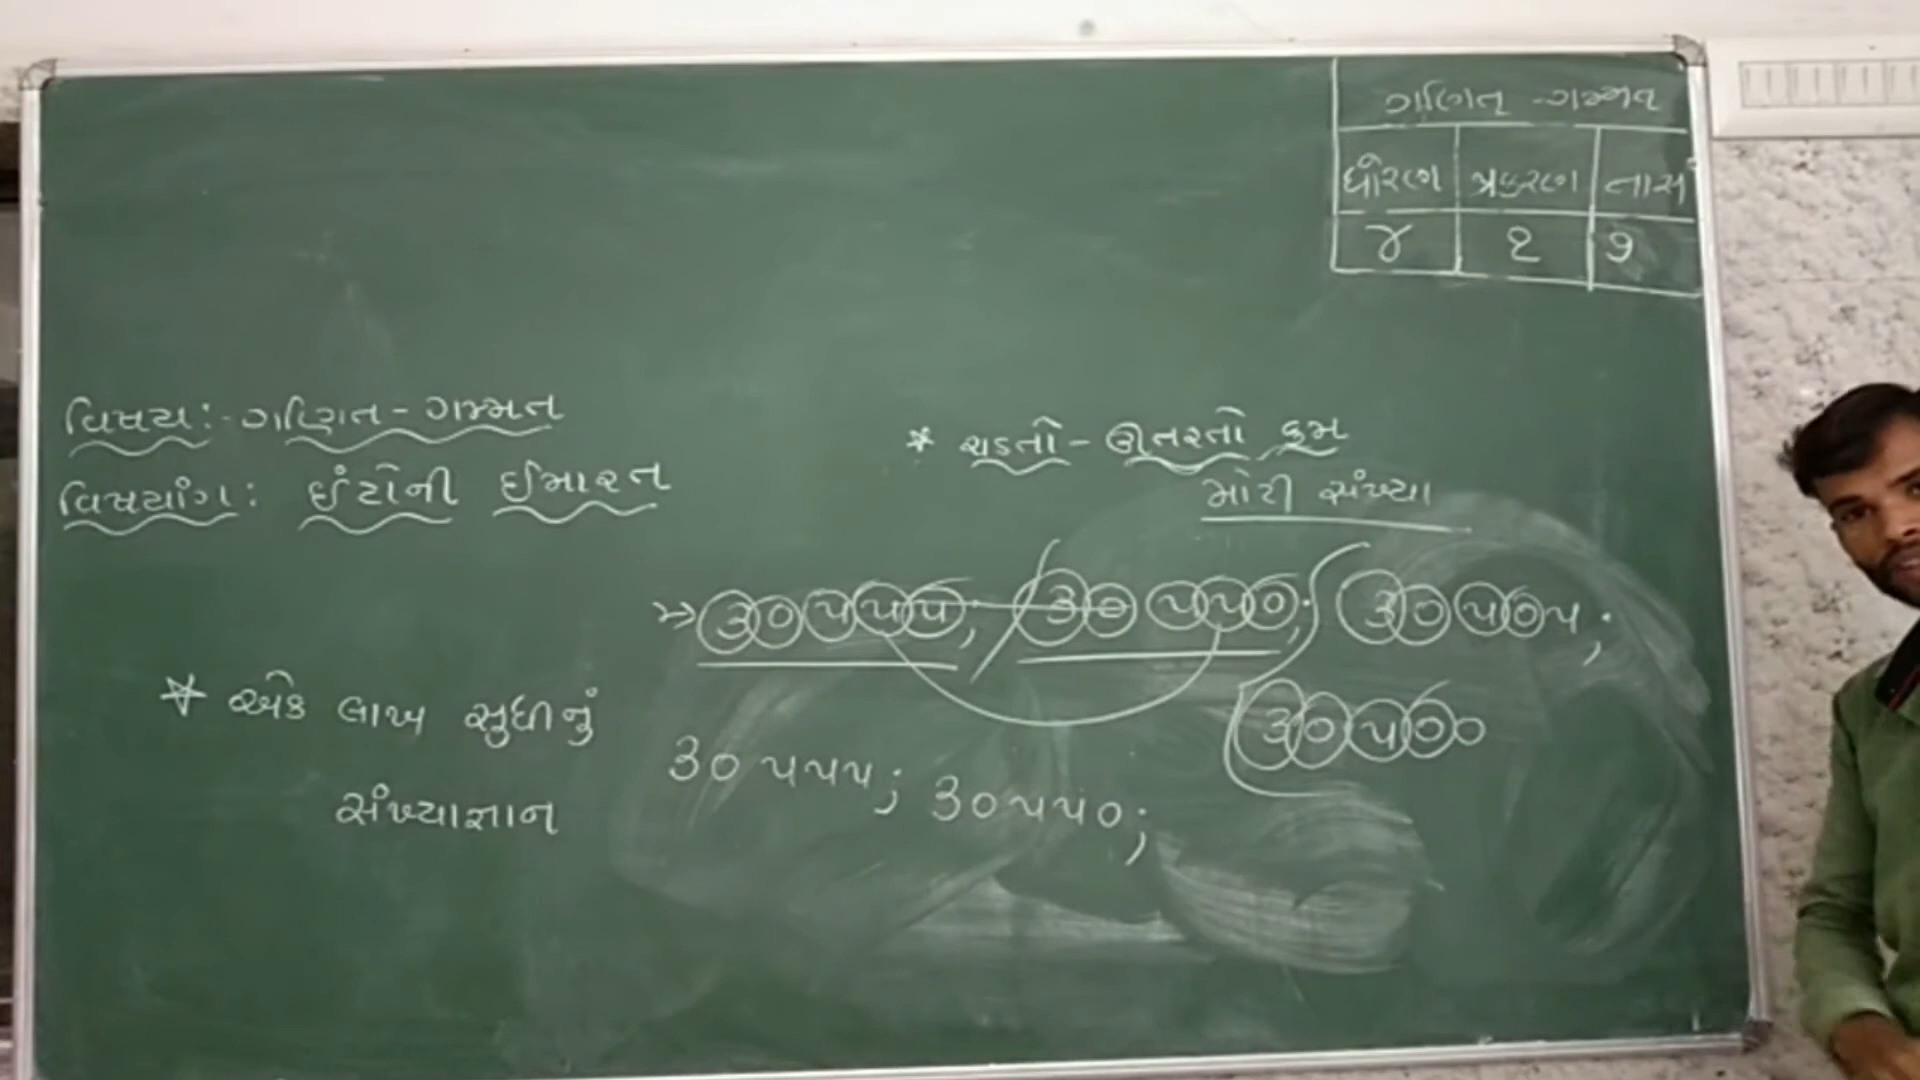 ગણિત - ગમ્મત
ધોરણ પ્રકરણ તાસ
૪ ૧ ૭
વિષય:- ગણિત - ગમ્મત
વિષયાંગ: ઈંટોની ઈમારત
* ચડતો - ઊતરતો ક્રમ
મોટી સંખ્યા
૩૦૫૫૫; ૩૦૫૫૦; ૩૦૫૦૫;
૩૦૫૦૦
* એક લાખ સુધીનું
સંખ્યાજ્ઞાન
૩૦૫૫૫; ૩૦૫૫૦;